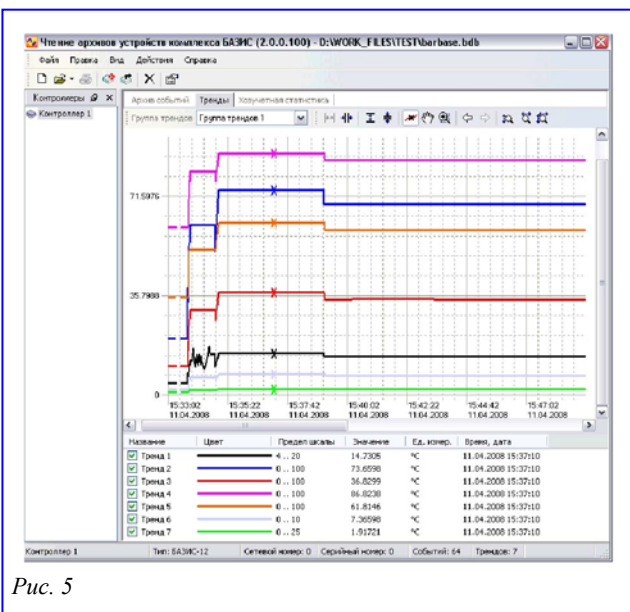 Чтение архивов устройств комплекса БАЗИС (2.0.0.100) - D:\WORK_FILES\TEST\barbase.bdb
Файл Правка Вид Действия Справка
Контроллеры
Контроллер 1
Архив событий Тренды Хозучетная статистика
Группа трендов Группа трендов 1
71.5976
35.7988
0
15:33:02 15:35:22 15:37:42 15:40:02 15:42:22 15:44:42 15:47:02
11.04.2008 11.04.2008 11.04.2008 11.04.2008 11.04.2008 11.04.2008 11.04.2008
Название Цвет Предел шкалы Значение Ед. измер. Время, дата
Тренд 1 4 .. 20 14.7305 °C 11.04.2008 15:37:10
Тренд 2 0 .. 100 73.6598 °C 11.04.2008 15:37:10
Тренд 3 0 .. 100 36.8299 °C 11.04.2008 15:37:10
Тренд 4 0 .. 100 86.8238 °C 11.04.2008 15:37:10
Тренд 5 0 .. 100 61.8146 °C 11.04.2008 15:37:10
Тренд 6 0 .. 10 7.36598 °C 11.04.2008 15:37:10
Тренд 7 0 .. 25 1.91721 °C 11.04.2008 15:37:10
Контроллер 1 Тип: БАЗИС-12 Сетевой номер: 0 Серийный номер: 0 Событий: 64 Трендов: 7
Рис. 5